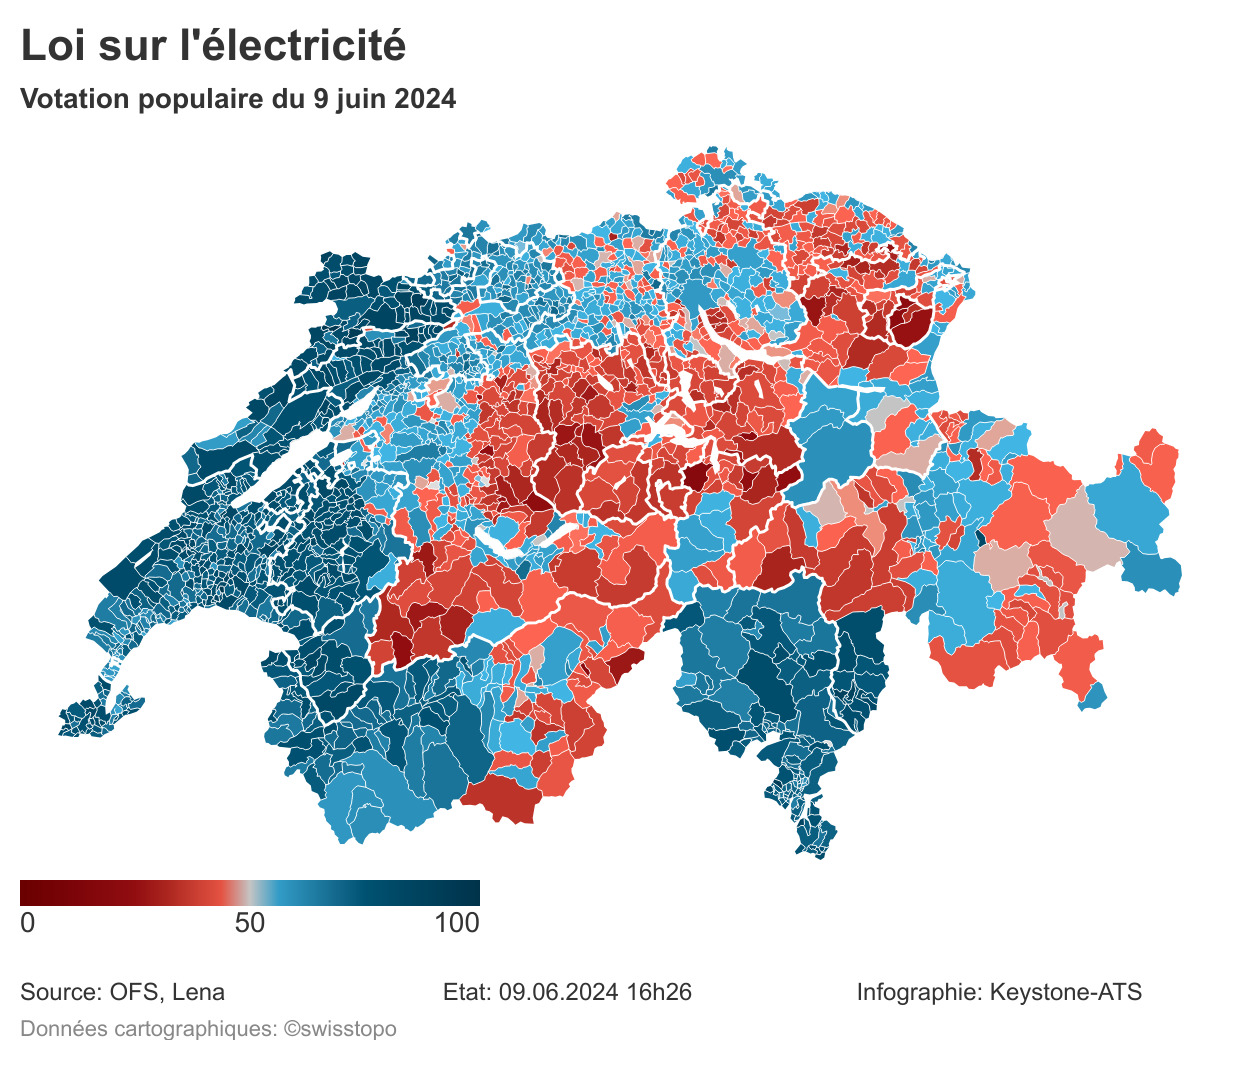 Loi sur l'électricité
Votation populaire du 9 juin 2024
0 50 100
Source: OFS, Lena Etat: 09.06.2024 16h26 Infographie: Keystone-ATS
Données cartographiques: ©swisstopo